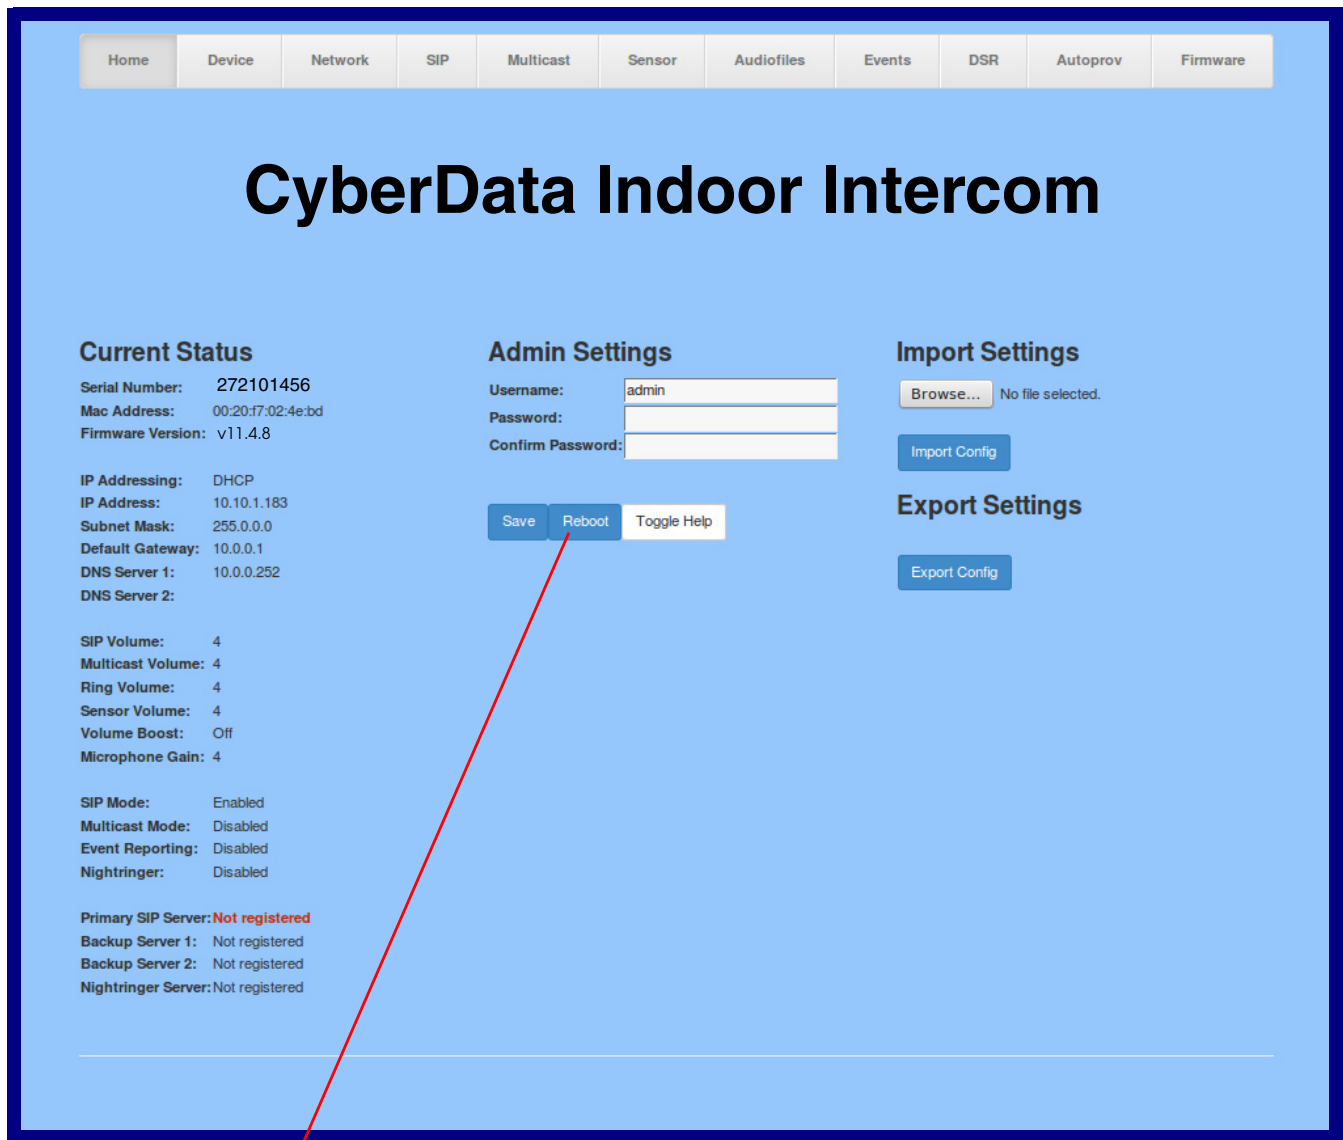 Home Device Network SIP Multicast Sensor Audiofiles Events DSR Autoprov Firmware
CyberData Indoor Intercom
Current Status
Serial Number: 272101456
Mac Address: 00:20:f7:02:4e:bd
Firmware Version: v11.4.8
IP Addressing: DHCP
IP Address: 10.10.1.183
Subnet Mask: 255.0.0.0
Default Gateway: 10.0.0.1
DNS Server 1: 10.0.0.252
DNS Server 2:
SIP Volume: 4
Multicast Volume: 4
Ring Volume: 4
Sensor Volume: 4
Volume Boost: Off
Microphone Gain: 4
SIP Mode: Enabled
Multicast Mode: Disabled
Event Reporting: Disabled
Nightringer: Disabled
Primary SIP Server: Not registered
Backup Server 1: Not registered
Backup Server 2: Not registered
Nightringer Server: Not registered
Admin Settings
Username: admin
Password:
Confirm Password:
Save Reboot Toggle Help
Import Settings
Browse... No file selected.
Import Config
Export Settings
Export Config